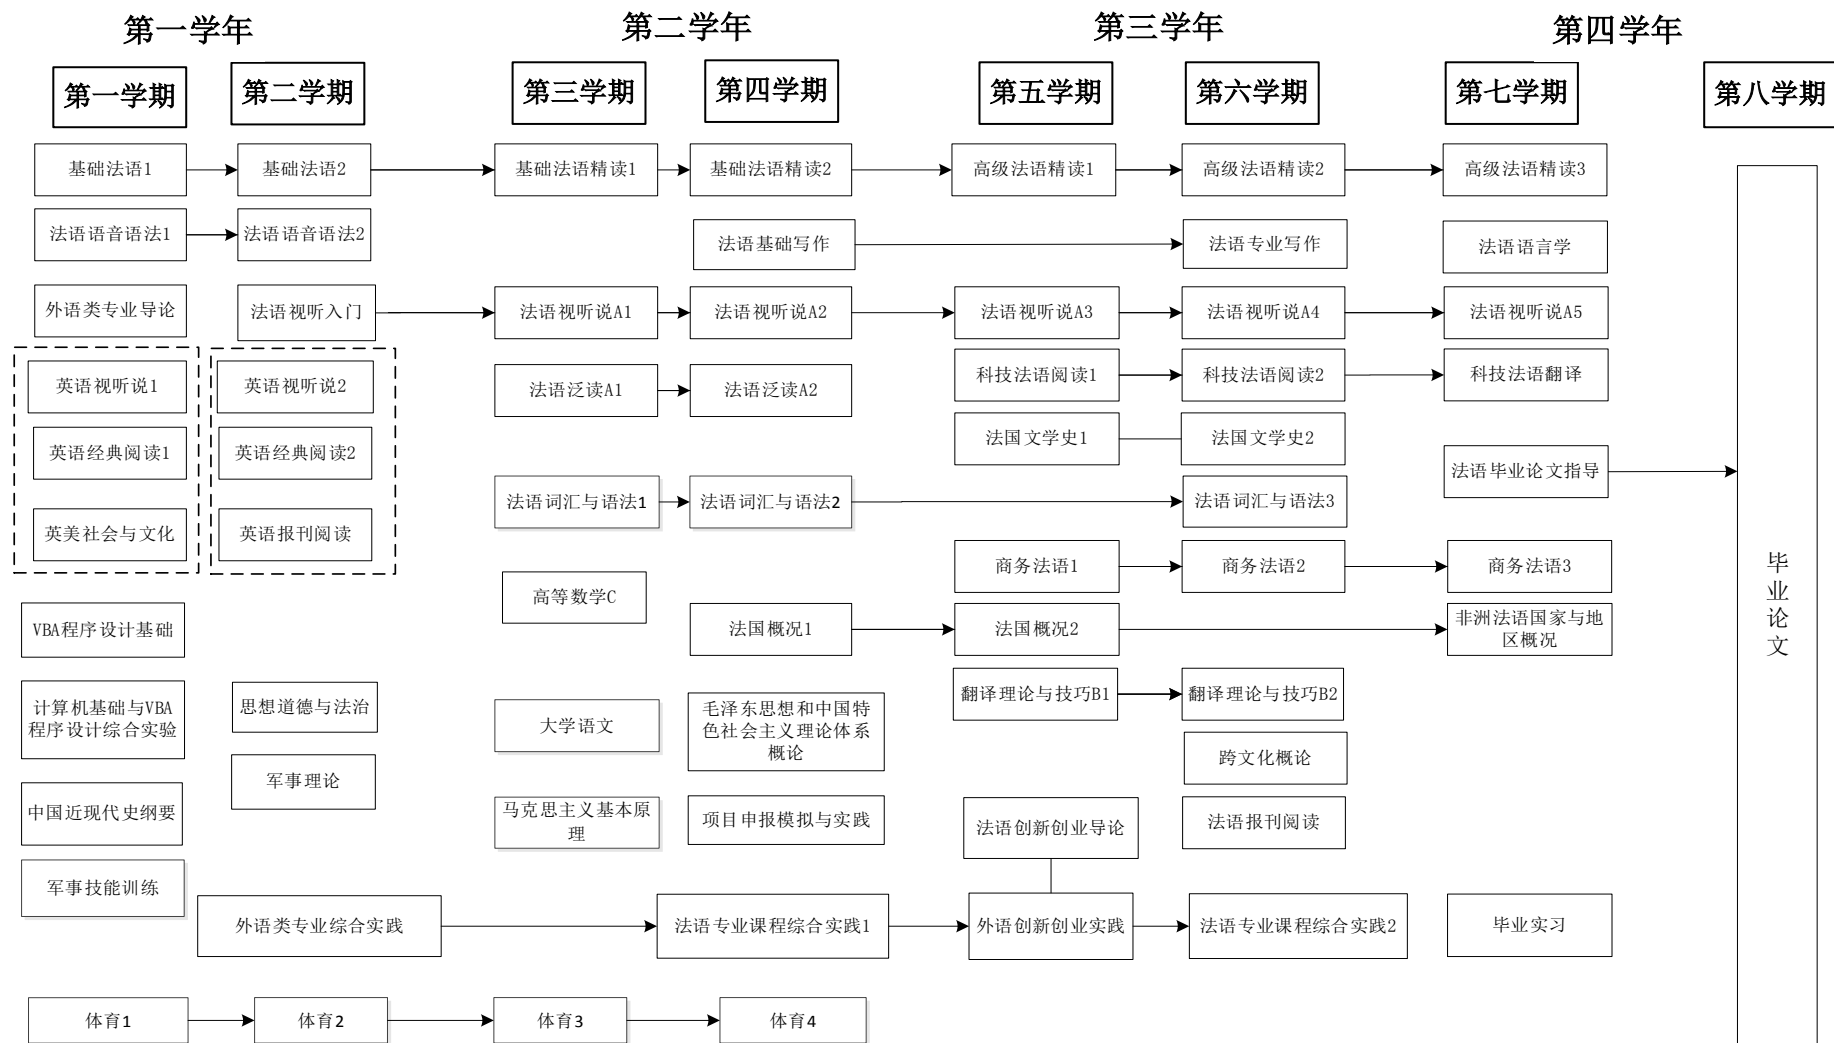 第一学年
第二学年
第三学年
第四学年
第一学期
第二学期
第三学期
第四学期
第五学期
第六学期
第七学期
第八学期
基础法语1
基础法语2
基础法语精读1
基础法语精读2
高级法语精读1
高级法语精读2
高级法语精读3
法语语音语法1
法语语音语法2
法语基础写作
法语专业写作
法语语言学
外语类专业导论
法语视听入门
法语视听说A1
法语视听说A2
法语视听说A3
法语视听说A4
法语视听说A5
英语视听说1
英语视听说2
法语泛读A1
法语泛读A2
科技法语阅读1
科技法语阅读2
科技法语翻译
英语经典阅读1
英语经典阅读2
法国文学史1
法国文学史2
法语毕业论文指导
英美社会与文化
英语报刊阅读
法语词汇与语法1
法语词汇与语法2
法语词汇与语法3
商务法语1
商务法语2
商务法语3
高等数学C
VBA程序设计基础
法国概况1
法国概况2
非洲法语国家与地
区概况
毕业论文
计算机基础与VBA
程序设计综合实验
思想道德与法治
大学语文
毛泽东思想和中国特
色社会主义理论体系
概论
翻译理论与技巧B1
翻译理论与技巧B2
跨文化概论
中国近现代史纲要
军事理论
马克思主义基本原
理
项目申报模拟与实践
法语创新创业导论
法语报刊阅读
军事技能训练
外语类专业综合实践
法语专业课程综合实践1
外语创新创业实践
法语专业课程综合实践2
毕业实习
体育1
体育2
体育3
体育4